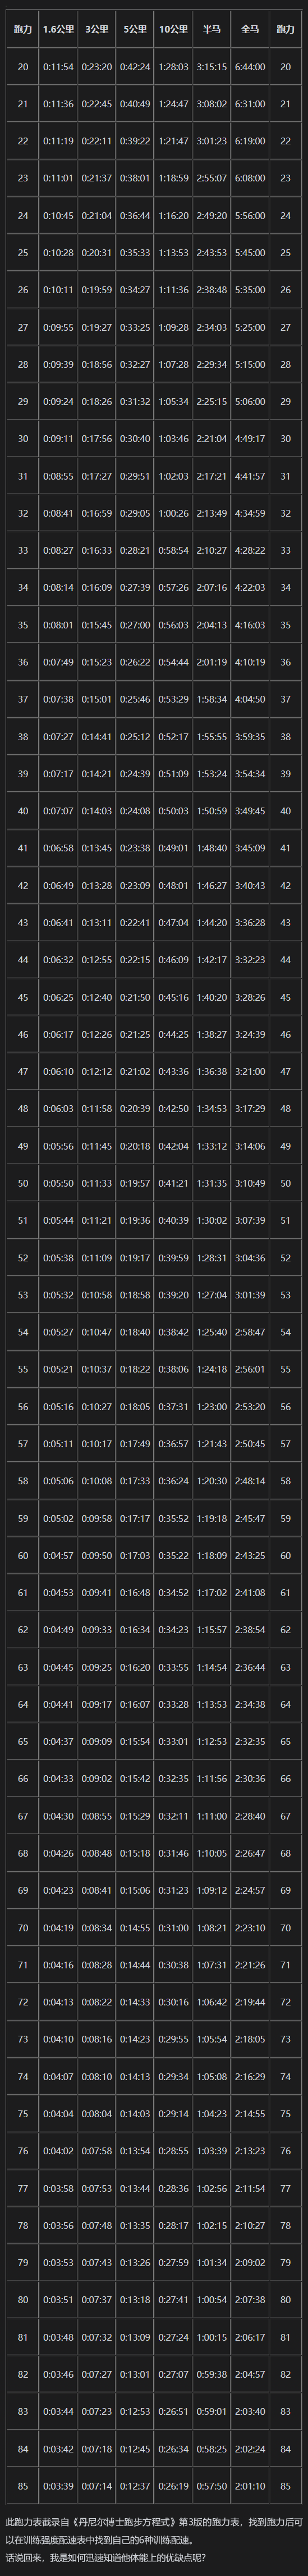 跑力 1.6公里 3公里 5公里 10公里 半马 全马 跑力
20 0:11:54 0:23:20 0:42:24 1:28:03 3:15:15 6:44:00 20
21 0:11:36 0:22:45 0:40:49 1:24:47 3:08:02 6:31:00 21
22 0:11:19 0:22:11 0:39:22 1:21:47 3:01:23 6:19:00 22
23 0:11:01 0:21:37 0:38:01 1:18:59 2:55:07 6:08:00 23
24 0:10:45 0:21:04 0:36:44 1:16:20 2:49:20 5:56:00 24
25 0:10:28 0:20:31 0:35:33 1:13:53 2:43:53 5:45:00 25
26 0:10:11 0:19:59 0:34:27 1:11:36 2:38:48 5:35:00 26
27 0:09:55 0:19:27 0:33:25 1:09:28 2:34:03 5:25:00 27
28 0:09:39 0:18:56 0:32:27 1:07:28 2:29:34 5:15:00 28
29 0:09:24 0:18:26 0:31:32 1:05:34 2:25:15 5:06:00 29
30 0:09:11 0:17:56 0:30:40 1:03:46 2:21:04 4:49:17 30
31 0:08:55 0:17:27 0:29:51 1:02:03 2:17:21 4:41:57 31
32 0:08:41 0:16:59 0:29:05 1:00:26 2:13:49 4:34:59 32
33 0:08:27 0:16:33 0:28:21 0:58:54 2:10:27 4:28:22 33
34 0:08:14 0:16:09 0:27:39 0:57:26 2:07:16 4:22:03 34
35 0:08:01 0:15:45 0:27:00 0:56:03 2:04:13 4:16:03 35
36 0:07:49 0:15:23 0:26:22 0:54:44 2:01:19 4:10:19 36
37 0:07:38 0:15:01 0:25:46 0:53:29 1:58:34 4:04:50 37
38 0:07:27 0:14:41 0:25:12 0:52:17 1:55:55 3:59:35 38
39 0:07:17 0:14:21 0:24:39 0:51:09 1:53:24 3:54:34 39
40 0:07:07 0:14:03 0:24:08 0:50:03 1:50:59 3:49:45 40
41 0:06:58 0:13:45 0:23:38 0:49:01 1:48:40 3:45:09 41
42 0:06:49 0:13:28 0:23:09 0:48:01 1:46:27 3:40:43 42
43 0:06:41 0:13:11 0:22:41 0:47:04 1:44:20 3:36:28 43
44 0:06:32 0:12:55 0:22:15 0:46:09 1:42:17 3:32:23 44
45 0:06:25 0:12:40 0:21:50 0:45:16 1:40:20 3:28:26 45
46 0:06:17 0:12:26 0:21:25 0:44:25 1:38:27 3:24:39 46
47 0:06:10 0:12:12 0:21:02 0:43:36 1:36:38 3:21:00 47
48 0:06:03 0:11:58 0:20:39 0:42:50 1:34:53 3:17:29 48
49 0:05:56 0:11:45 0:20:18 0:42:04 1:33:12 3:14:06 49
50 0:05:50 0:11:33 0:19:57 0:41:21 1:31:35 3:10:49 50
51 0:05:44 0:11:21 0:19:36 0:40:39 1:30:02 3:07:39 51
52 0:05:38 0:11:09 0:19:17 0:39:59 1:28:31 3:04:36 52
53 0:05:32 0:10:58 0:18:58 0:39:20 1:27:04 3:01:39 53
54 0:05:27 0:10:47 0:18:40 0:38:42 1:25:40 2:58:47 54
55 0:05:21 0:10:37 0:18:22 0:38:06 1:24:18 2:56:01 55
56 0:05:16 0:10:27 0:18:05 0:37:31 1:23:00 2:53:20 56
57 0:05:11 0:10:17 0:17:49 0:36:57 1:21:43 2:50:45 57
58 0:05:06 0:10:08 0:17:33 0:36:24 1:20:30 2:48:14 58
59 0:05:02 0:09:58 0:17:17 0:35:52 1:19:18 2:45:47 59
60 0:04:57 0:09:50 0:17:03 0:35:22 1:18:09 2:43:25 60
61 0:04:53 0:09:41 0:16:48 0:34:52 1:17:02 2:41:08 61
62 0:04:49 0:09:33 0:16:34 0:34:23 1:15:57 2:38:54 62
63 0:04:45 0:09:25 0:16:20 0:33:55 1:14:54 2:36:44 63
64 0:04:41 0:09:17 0:16:07 0:33:28 1:13:53 2:34:38 64
65 0:04:37 0:09:09 0:15:54 0:33:01 1:12:53 2:32:35 65
66 0:04:33 0:09:02 0:15:42 0:32:35 1:11:56 2:30:36 66
67 0:04:30 0:08:55 0:15:29 0:32:11 1:11:00 2:28:40 67
68 0:04:26 0:08:48 0:15:18 0:31:46 1:10:05 2:26:47 68
69 0:04:23 0:08:41 0:15:06 0:31:23 1:09:12 2:24:57 69
70 0:04:19 0:08:34 0:14:55 0:31:00 1:08:21 2:23:10 70
71 0:04:16 0:08:28 0:14:44 0:30:38 1:07:31 2:21:26 71
72 0:04:13 0:08:22 0:14:33 0:30:16 1:06:42 2:19:44 72
73 0:04:10 0:08:16 0:14:23 0:29:55 1:05:54 2:18:05 73
74 0:04:07 0:08:10 0:14:13 0:29:34 1:05:08 2:16:29 74
75 0:04:04 0:08:04 0:14:03 0:29:14 1:04:23 2:14:55 75
76 0:04:02 0:07:58 0:13:54 0:28:55 1:03:39 2:13:23 76
77 0:03:58 0:07:53 0:13:44 0:28:36 1:02:56 2:11:54 77
78 0:03:56 0:07:48 0:13:35 0:28:17 1:02:15 2:10:27 78
79 0:03:53 0:07:43 0:13:26 0:27:59 1:01:34 2:09:02 79
80 0:03:51 0:07:37 0:13:18 0:27:41 1:00:54 2:07:38 80
81 0:03:48 0:07:32 0:13:09 0:27:24 1:00:15 2:06:17 81
82 0:03:46 0:07:27 0:13:01 0:27:07 0:59:38 2:04:57 82
83 0:03:44 0:07:23 0:12:53 0:26:51 0:59:01 2:03:40 83
84 0:03:42 0:07:18 0:12:45 0:26:34 0:58:25 2:02:24 84
85 0:03:39 0:07:14 0:12:37 0:26:19 0:57:50 2:01:10 85
此跑力表截录自《丹尼尔博士跑步方程式》第3版的跑力表，找到跑力后可
以在训练强度配速表中找到自己的6种训练配速。
话说回来，我是如何迅速知道他体能上的优缺点呢？